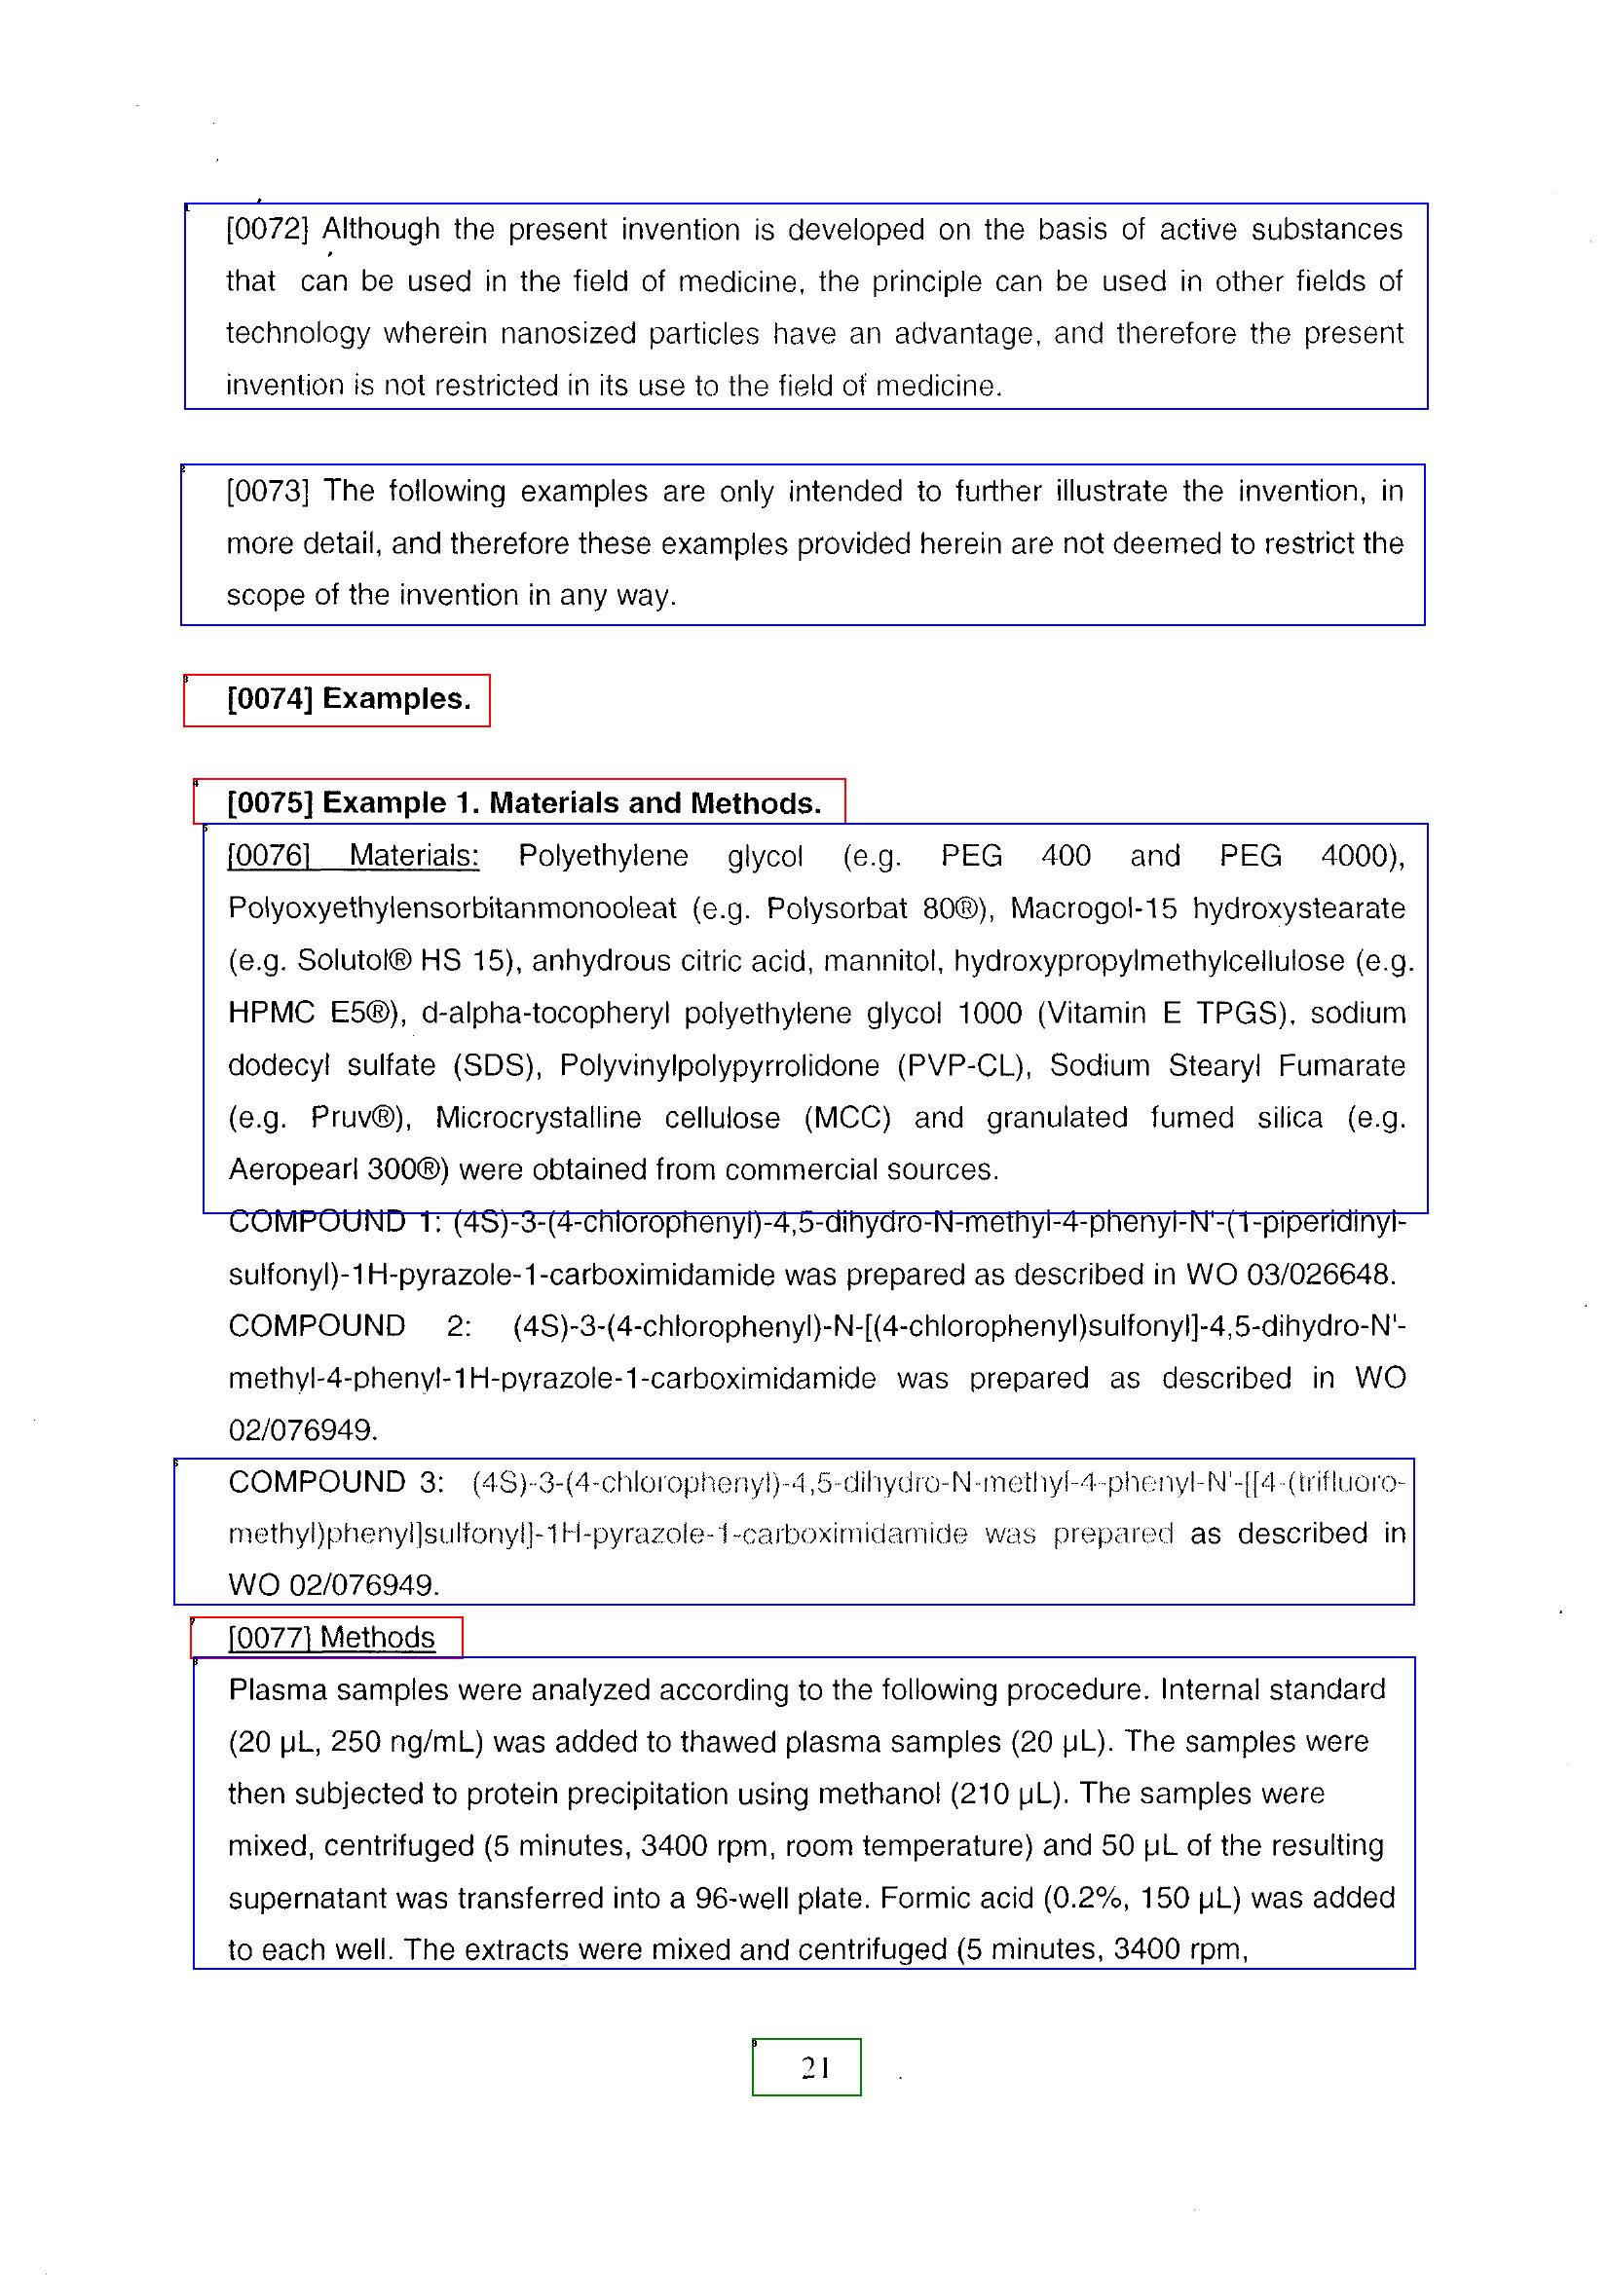 [0072] Although the present invention is developed on the basis of active substances
that can be used in the field of medicine, the principle can be used in other fields of
technology wherein nanosized particles have an advantage, and therefore the present
invention is not restricted in its use to the field of medicine.
[0073] The following examples are only intended to further illustrate the invention, in
more detail, and therefore these examples provided herein are not deemed to restrict the
scope of the invention in any way.
[0074] Examples.
[0075] Example 1. Materials and Methods.
[0076] Materials: Polyethylene glycol (e.g. PEG 400 and PEG 4000),
Polyoxyethylensorbitanmonooleat (e.g. Polysorbat 80®), Macrogol-15 hydroxystearate
(e.g. Solutol® HS 15), anhydrous citric acid, mannitol, hydroxypropylmethylcellulose (e.g.
HPMC E5®), d-alpha-tocopheryl polyethylene glycol 1000 (Vitamin E TPGS), sodium
dodecyl sulfate (SDS), Polyvinylpolypyrrolidone (PVP-CL), Sodium Stearyl Fumarate
(e.g. Pruv®), Microcrystalline cellulose (MCC) and granulated fumed silica (e.g.
Aeropearl 300®) were obtained from commercial sources.
COMPOUND 1: (4S)-3-(4-chlorophenyl)-4,5-dihydro-N-methyl-4-phenyl-N'-(1-piperidinyl-
sulfonyl)-1H-pyrazole-1-carboximidamide was prepared as described in WO 03/026648.
COMPOUND 2: (4S)-3-(4-chlorophenyl)-N-[(4-chlorophenyl)sulfonyl]-4,5-dihydro-N'-
methyl-4-phenyl-1H-pyrazole-1-carboximidamide was prepared as described in WO
02/076949.
COMPOUND 3: (4S)-3-(4-chlorophenyl)-4,5-dihydro-N-methyl-4-phenyl-N'-[[4-(trifluoro-
methyl)phenyl]sulfonyl]-1H-pyrazole-1-carboximidamide was prepared as described in
WO 02/076949.
[0077] Methods
Plasma samples were analyzed according to the following procedure. Internal standard
(20 µL, 250 ng/mL) was added to thawed plasma samples (20 µL). The samples were
then subjected to protein precipitation using methanol (210 µL). The samples were
mixed, centrifuged (5 minutes, 3400 rpm, room temperature) and 50 µL of the resulting
supernatant was transferred into a 96-well plate. Formic acid (0.2%, 150 µL) was added
to each well. The extracts were mixed and centrifuged (5 minutes, 3400 rpm,
21